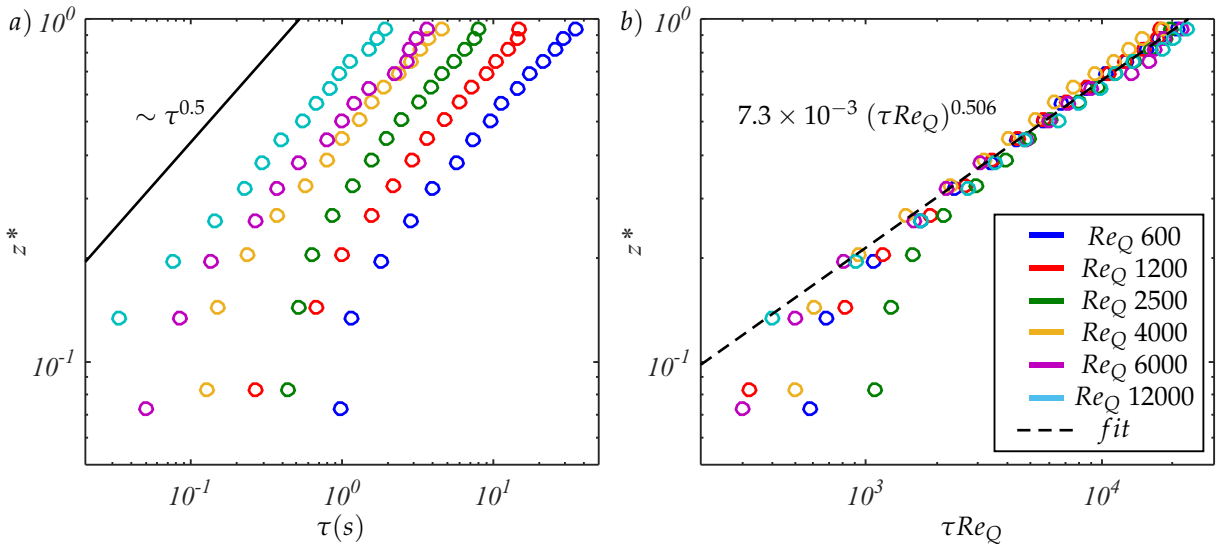 a)
10^0
10^-1
z*
~ τ^0.5
10^-1
10^0
10^1
τ(s)
b)
10^0
10^-1
z*
7.3 × 10^-3 (τRe_Q)^0.506
Re_Q 600
Re_Q 1200
Re_Q 2500
Re_Q 4000
Re_Q 6000
Re_Q 12000
fit
10^3
10^4
τRe_Q